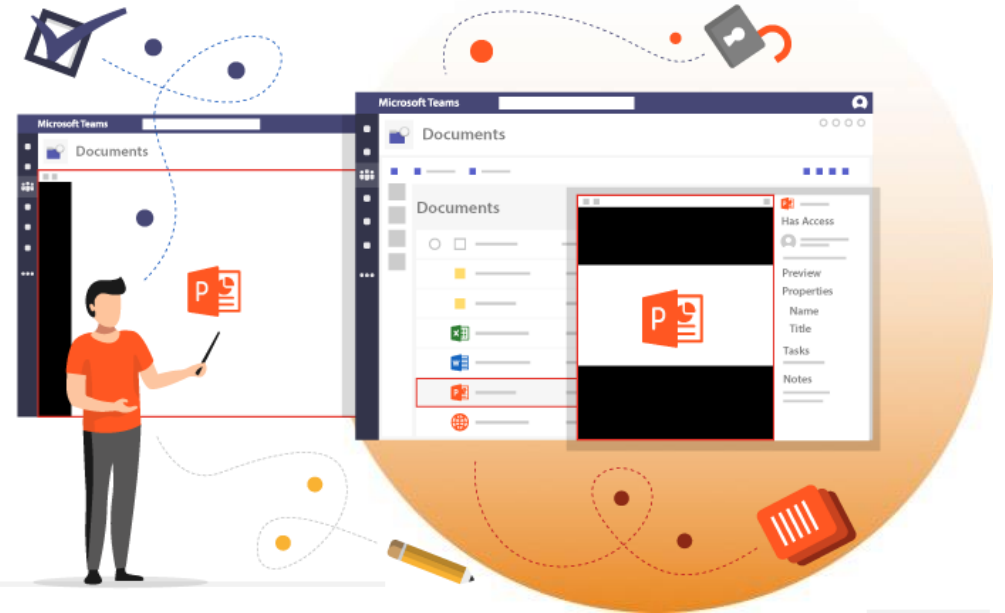 Microsoft Teams
Documents
P
Microsoft Teams
Documents
Documents
X
W
P
P
P
Has Access
Preview
Properties
Name
Title
Tasks
Notes